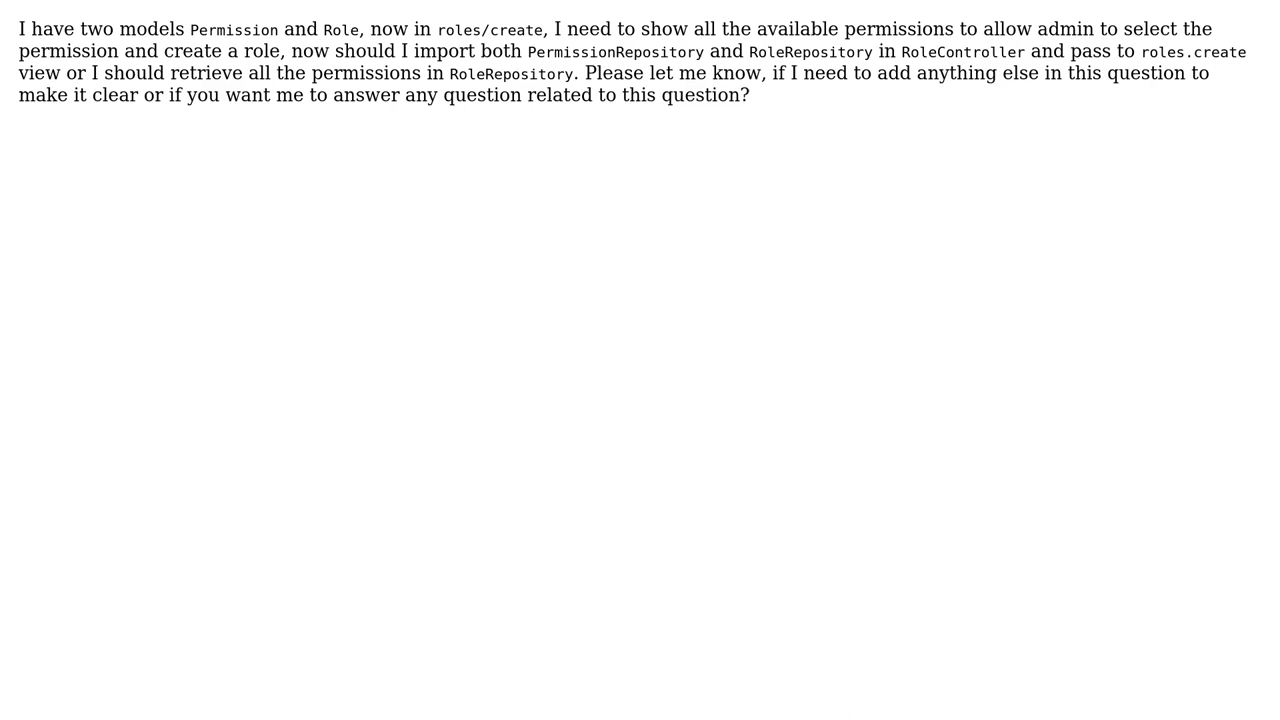 I have two models Permission and Role, now in roles/create, I need to show all the available permissions to allow admin to select the
permission and create a role, now should I import both PermissionRepository and RoleRepository in RoleController and pass to roles.create
view or I should retrieve all the permissions in RoleRepository. Please let me know, if I need to add anything else in this question to
make it clear or if you want me to answer any question related to this question?